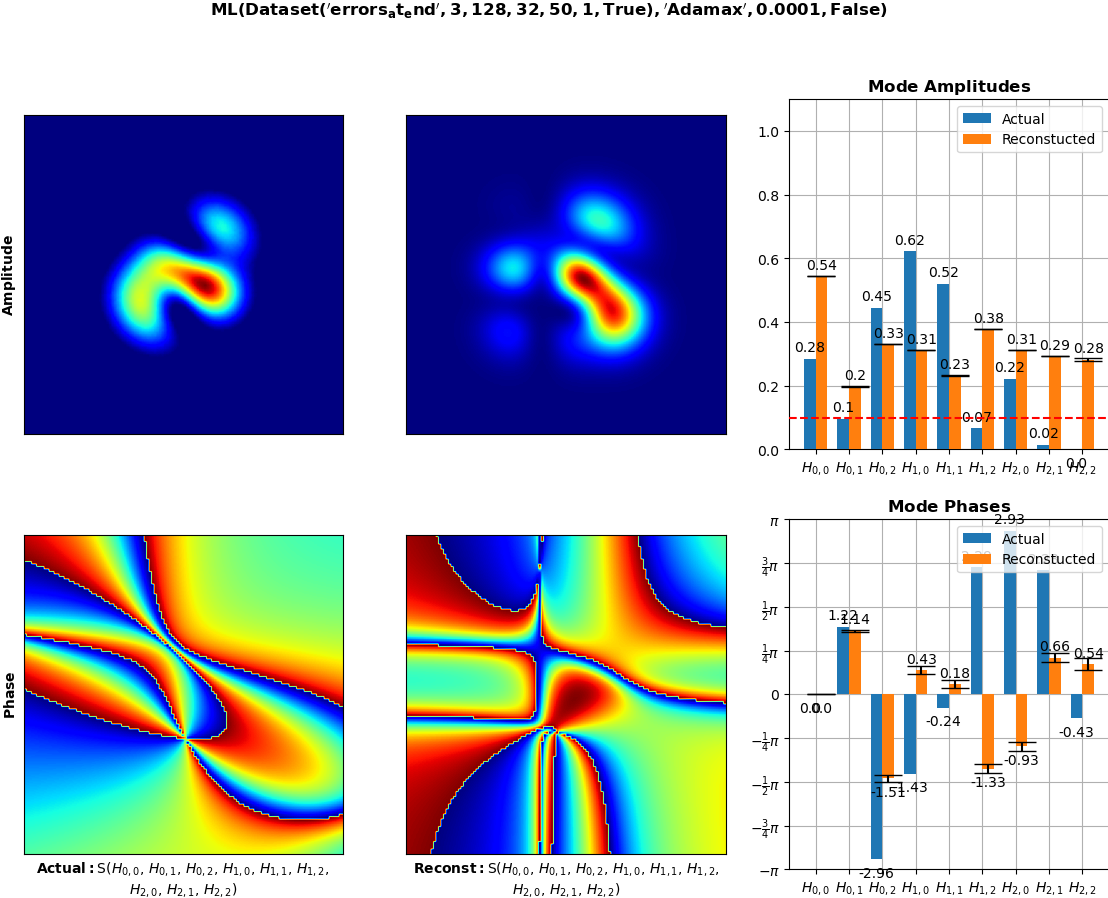 ML(Dataset('errors_at_end', 3, 128, 32, 50, 1, True), 'Adamax', 0.0001, False)
Amplitude
Mode Amplitudes
Actual
Reconstucted
1.0
0.8
0.6
0.4
0.2
0.0
0.28 0.54 0.1 0.2 0.45 0.33 0.62 0.31 0.52 0.23 0.07 0.38 0.22 0.31 0.02 0.29 0.0 0.28
H0,0 H0,1 H0,2 H1,0 H1,1 H1,2 H2,0 H2,1 H2,2
Phase
Mode Phases
Actual
Reconstucted
π
3/4π
1/2π
1/4π
0
−1/4π
−1/2π
−3/4π
−π
0.0 0.0 1.22 1.14 -2.96 -1.51 -1.43 0.43 -0.24 0.18 -1.33 2.93 -0.93 0.66 -0.43 0.54
H0,0 H0,1 H0,2 H1,0 H1,1 H1,2 H2,0 H2,1 H2,2
Actual: S(H0,0, H0,1, H0,2, H1,0, H1,1, H1,2,
H2,0, H2,1, H2,2)
Reconst: S(H0,0, H0,1, H0,2, H1,0, H1,1, H1,2,
H2,0, H2,1, H2,2)